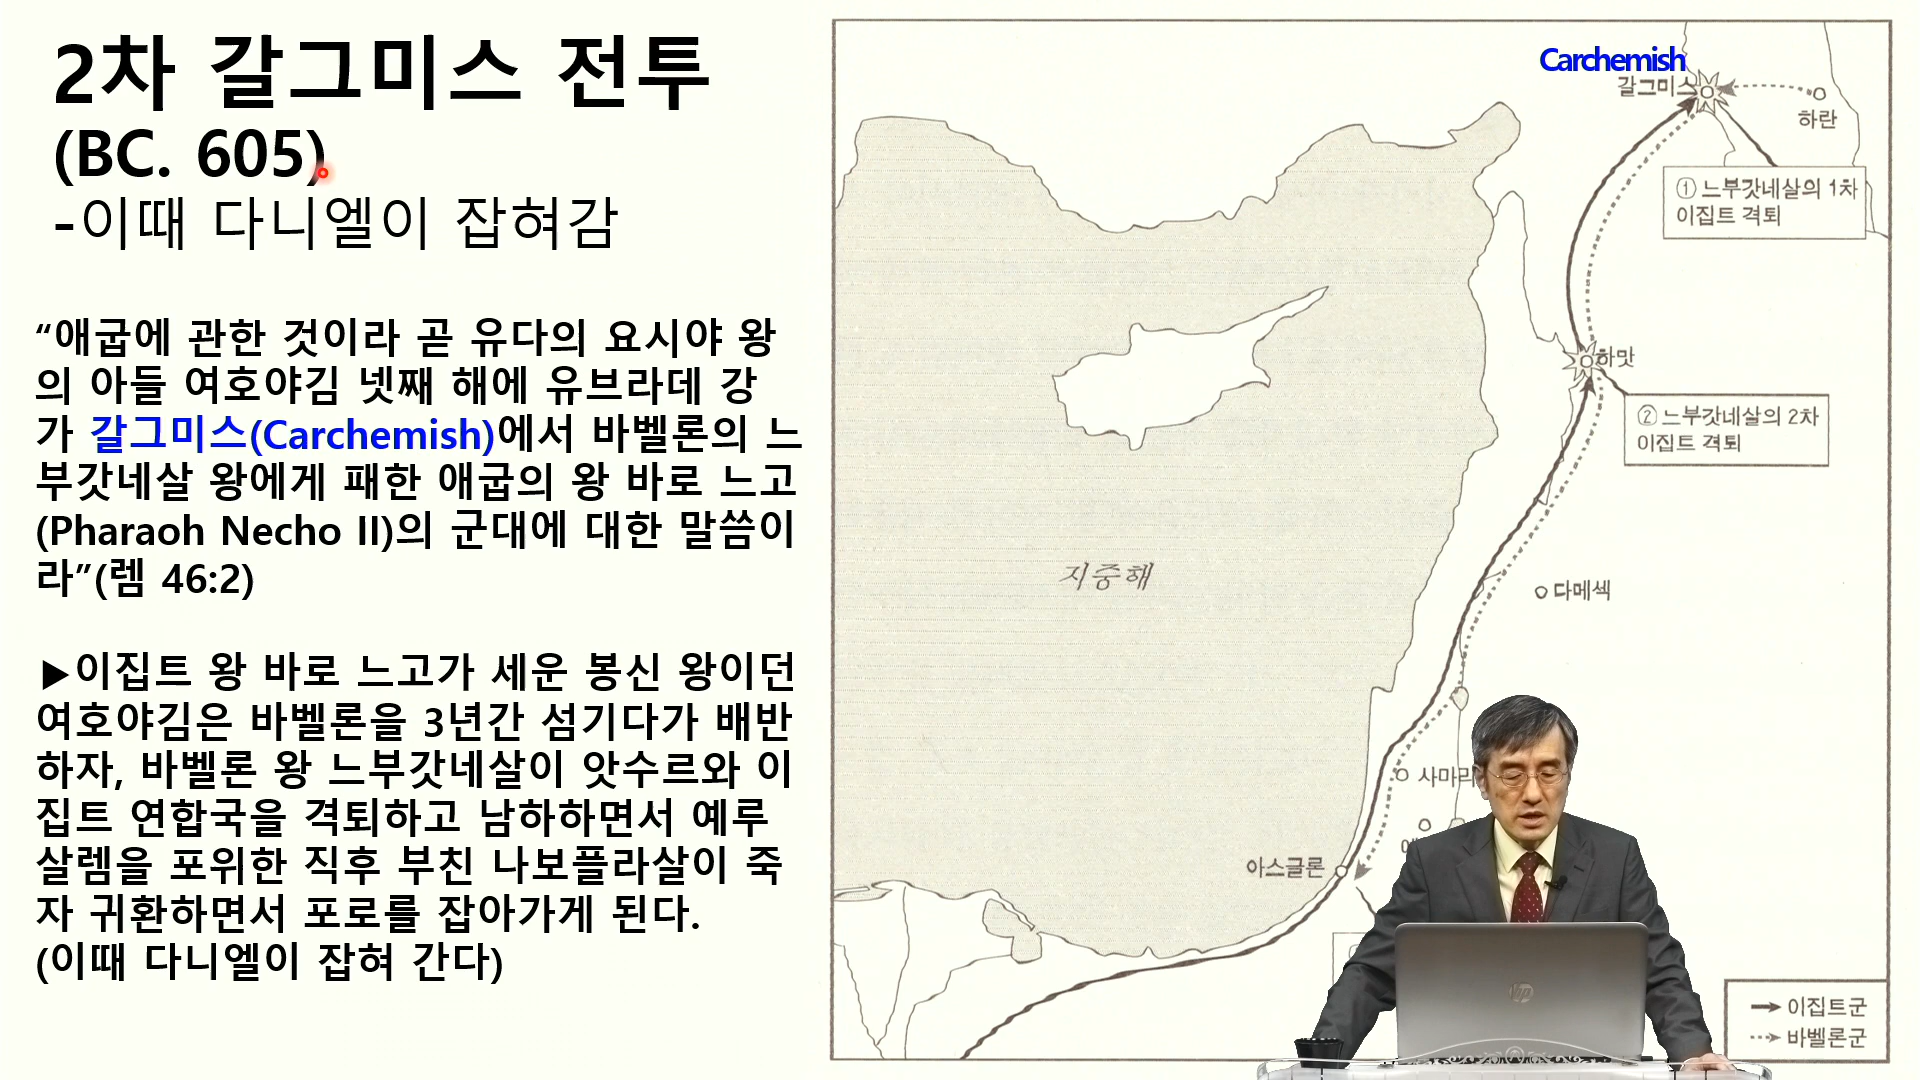 2차 갈그미스 전투
(BC. 605)
-이때 다니엘이 잡혀감
“애굽에 관한 것이라 곧 유다의 요시야 왕
의 아들 여호야김 넷째 해에 유브라데 강
가 갈그미스(Carchemish)에서 바벨론의 느
부갓네살 왕에게 패한 애굽의 왕 바로 느고
(Pharaoh Necho II)의 군대에 대한 말씀이
라”(렘 46:2)
▶이집트 왕 바로 느고가 세운 봉신 왕이던
여호야김은 바벨론을 3년간 섬기다가 배반
하자, 바벨론 왕 느부갓네살이 앗수르와 이
집트 연합국을 격퇴하고 남하하면서 예루
살렘을 포위한 직후 부친 나보플라살이 죽
자 귀환하면서 포로를 잡아가게 된다.
(이때 다니엘이 잡혀 간다)
Carchemish
갈그미스
하란
① 느부갓네살의 1차
이집트 격퇴
하맛
② 느부갓네살의 2차
이집트 격퇴
지중해
다메섹
사마리
아스글론
이집트군
바벨론군
hp